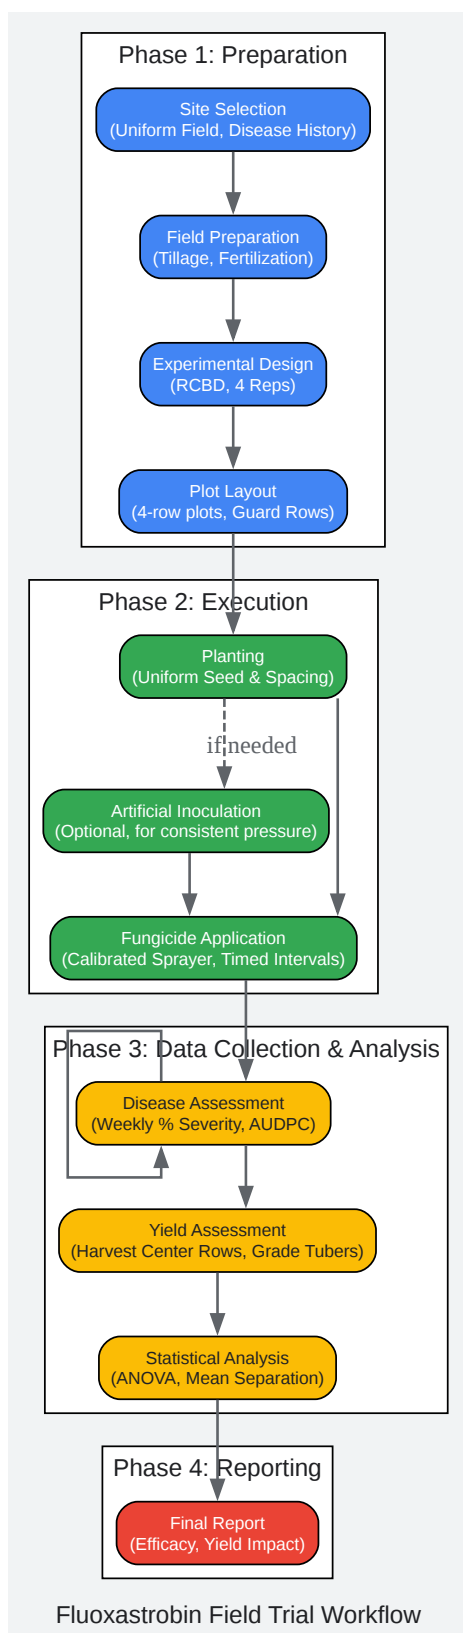 Phase 1: Preparation
Site Selection
(Uniform Field, Disease History)
Field Preparation
(Tillage, Fertilization)
Experimental Design
(RCBD, 4 Reps)
Plot Layout
(4-row plots, Guard Rows)
Phase 2: Execution
Planting
(Uniform Seed & Spacing)
if needed
Artificial Inoculation
(Optional, for consistent pressure)
Fungicide Application
(Calibrated Sprayer, Timed Intervals)
Phase 3: Data Collection & Analysis
Disease Assessment
(Weekly % Severity, AUDPC)
Yield Assessment
(Harvest Center Rows, Grade Tubers)
Statistical Analysis
(ANOVA, Mean Separation)
Phase 4: Reporting
Final Report
(Efficacy, Yield Impact)
Fluoxastrobin Field Trial Workflow